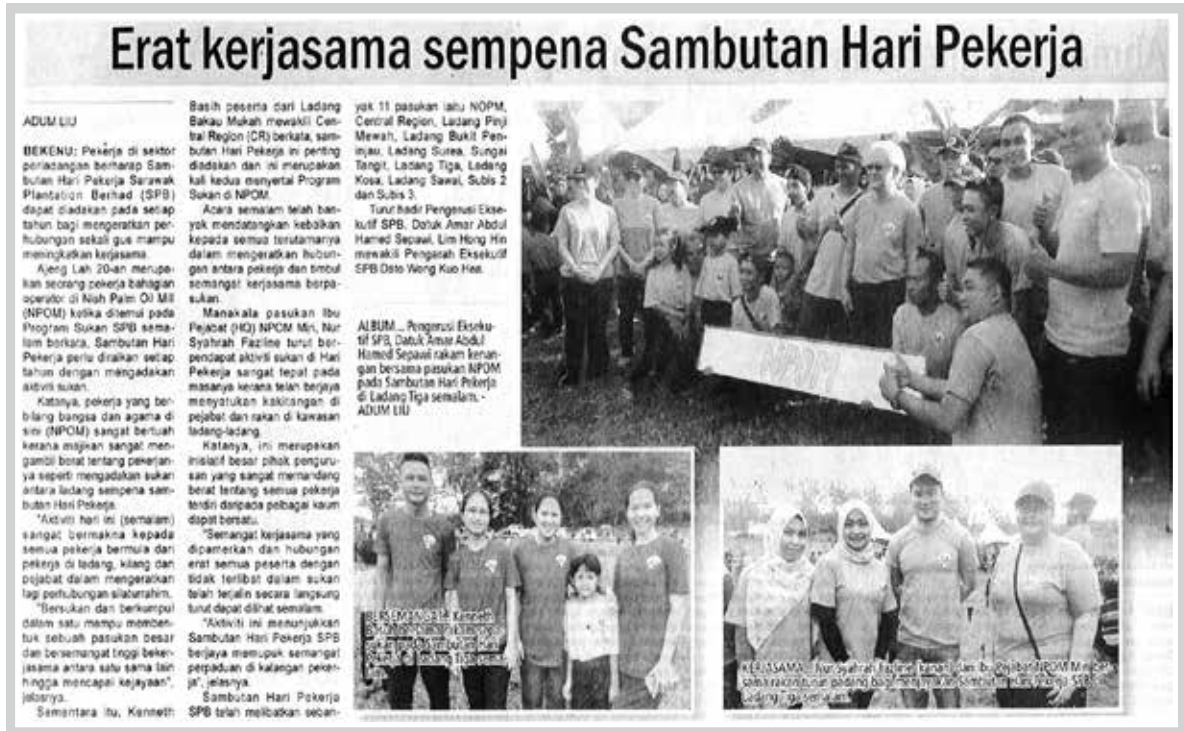 Erat kerjasama sempena Sambutan Hari Pekerja
ADUM LIU
BEKENU: Pekerja di sektor
perladangan berharap Sam-
butan Hari Pekerja Sarawak
Plantation Berhad (SPB)
dapat diadakan pada setiap
tahun bagi mengeratkan per-
hubungan sekali gus mampu
meningkatkan kerjasama.
Ajeng Lah 20-an merupa-
kan seorang pekerja bahagian
operator di Niah Palm Oil Mill
(NPOM) ketika ditemui pada
Program Sukan SPB sema-
lam berkata, Sambutan Hari
Pekerja perlu diraikan setiap
tahun dengan mengadakan
aktiviti sukan.
Katanya, pekerja yang ber-
bilang bangsa dan agama di
sini (NPOM) sangat bertuah
kerana majikan sangat men-
gambil berat tentang pekerjan-
ya seperti mengadakan sukan
antara ladang sempena sam-
butan Hari Pekerja.
"Aktiviti hari ini (semalam)
sangat bermakna kepada
semua pekerja bermula dari
pekerja di ladang, kilang dan
pejabat dalam mengeratkan
lagi perhubungan silaturrahim.
"Bersukan dan berkumpul
dalam satu mampu memben-
tuk sebuah pasukan besar
dan bersemangat tinggi beker-
jasama antara satu sama lain
hingga mencapai kejayaan",
jelasnya.
Sementara itu, Kenneth
Basih peserta dari Ladang
Bakau Mukah mewakili Cen-
tral Region (CR) berkata, sam-
butan Hari Pekerja ini penting
diadakan dan ini merupakan
kali kedua menyertai Program
Sukan di NPOM.
Acara semalam telah ban-
yak mendatangkan kebaikan
kepada semua terutamanya
dalam mengeratkan hubun-
gan antara pekerja dan timbul
semangat kerjasama berpa-
sukan.
Manakala pasukan Ibu
Pejabat (HQ) NPOM Miri, Nur
Syahrah Fazline turut ber-
pendapat aktiviti sukan di Hari
Pekerja sangat tepat pada
masanya kerana telah berjaya
menyatukan kakitangan di
pejabat dan rakan di kawasan
ladang-ladang.
Katanya, ini merupakan
inisiatif besar pihak penguru-
san yang sangat memandang
berat tentang semua pekerja
terdiri daripada pelbagai kaum
dapat bersatu.
"Semangat kerjasama yang
dipamerkan dan hubungan
erat semua peserta dengan
tidak terlibat dalam sukan
telah terjalin secara langsung
turut dapat dilihat semalam.
"Aktiviti ini menunjukkan
Sambutan Hari Pekerja SPB
berjaya memupuk semangat
perpaduan di kalangan peker-
ja", jelasnya.
Sambutan Hari Pekerja
SPB telah melibatkan seban-
yak 11 pasukan iaitu NOPM,
Central Region, Ladang Pinji
Mewah, Ladang Bukit Pen-
injau, Ladang Surea, Sungai
Tangit, Ladang Tiga, Ladang
Kosa, Ladang Sawai, Subis 2
dan Subis 3.
Turut hadir Pengerusi Ekse-
kutif SPB, Datuk Amar Abdul
Hamed Sepawi, Lim Hong Hin
mewakili Pengarah Eksekutif
SPB Dato Wong Kuo Hea.
ALBUM... Pengerusi Ekseku-
tif SPB, Datuk Amar Abdul
Hamed Sepawi rakam kenan-
gan bersama pasukan NPOM
pada Sambutan Hari Pekerja
di Ladang Tiga semalam. -
ADUM LIU
NPOM
BERSEMANGAT... Kenneth
KERJASAMA... Nur Syahrah Fazline (kanan) dari Ibu Pejabat NPOM Miri ber-
sama rakan turun padang bagi menjayakan Sambutan Hari Pekerja SPB di
Ladang Tiga semalam.